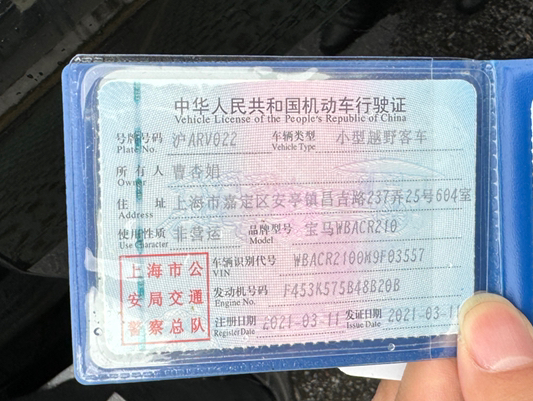 中华人民共和国机动车行驶证
Vehicle License of the People's Republic of China
号牌号码 沪ARV022 车辆类型 小型越野客车
Plate No. Vehicle Type
所有人 曹香娟
Owner
住址 上海市嘉定区安亭镇昌吉路237弄25号604室
Address
使用性质 非营运 品牌型号 宝马WBACR210
Use Character Model
上海市公安局交通警察总队
车辆识别代号 WBACR2100M9F03557
VIN
发动机号码 F453K575B48B20B
Engine No.
注册日期 2021-03-11 发证日期 2021-03-11
Register Date Issue Date